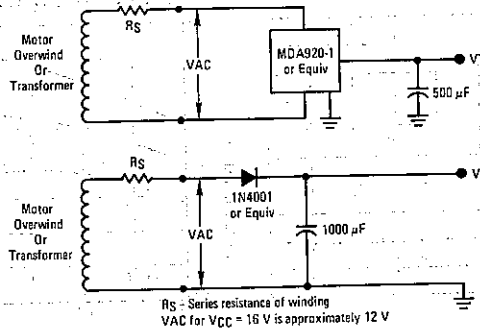 RS
Motor
Overwind
Or
Transformer
VAC
MDA920-1
or Equiv
V
500 µF
RS
Motor
Overwind
Or
Transformer
VAC
1N4001
or Equiv
V
1000 µF
RS - Series resistance of winding
VAC for VCC = 16 V is approximately 12 V